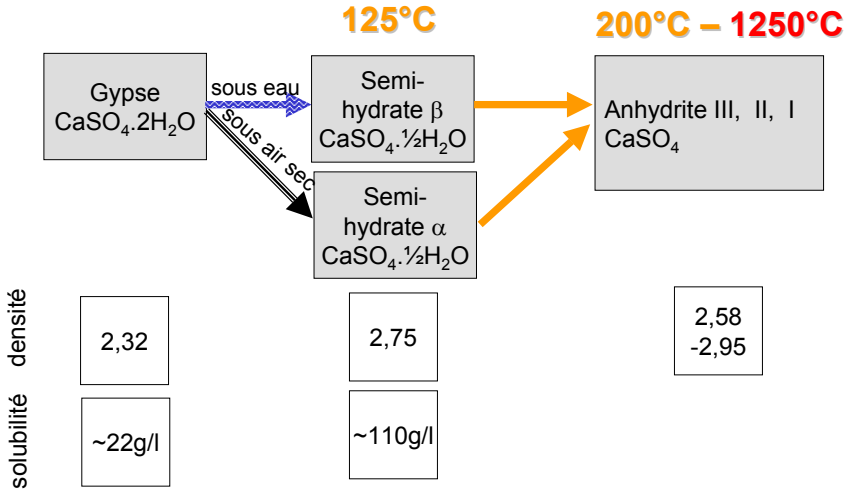 125°C
200°C – 1250°C
Gypse
CaSO₄.2H₂O
sous eau
sous air sec
Semi-
hydrate β
CaSO₄.½H₂O
Anhydrite III, II, I
CaSO₄
Semi-
hydrate α
CaSO₄.½H₂O
densité
2,32
2,75
2,58
-2,95
solubilité
~22g/l
~110g/l